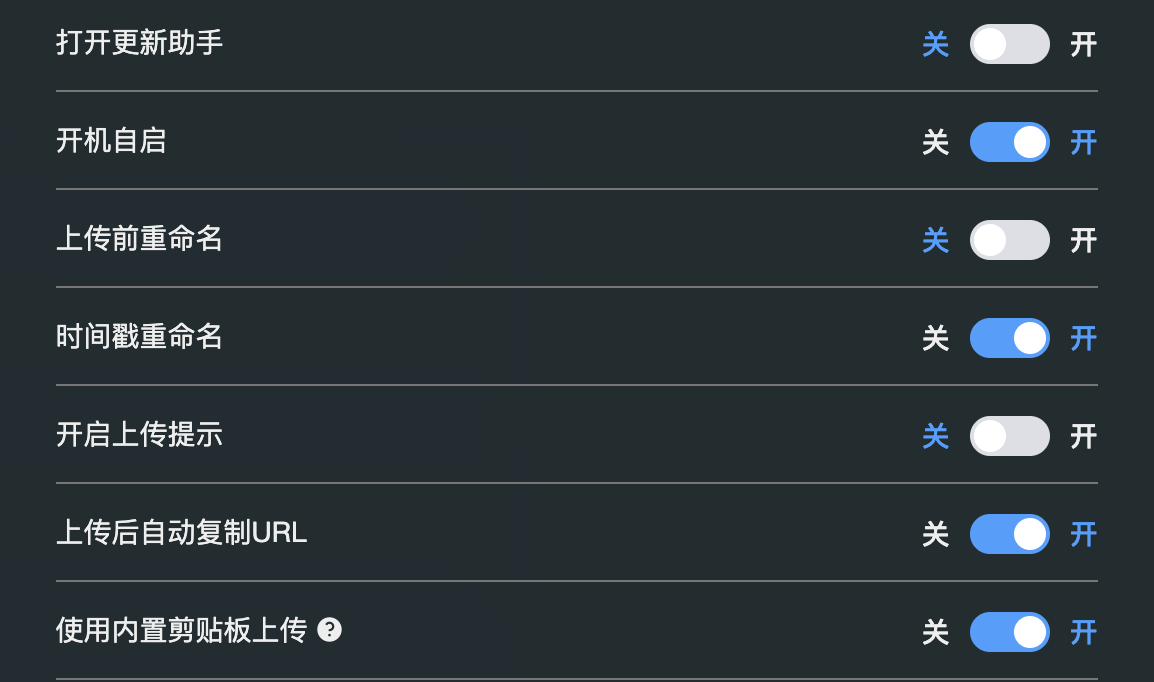 打开更新助手 关 开
开机自启 关 开
上传前重命名 关 开
时间戳重命名 关 开
开启上传提示 关 开
上传后自动复制URL 关 开
使用内置剪贴板上传 ? 关 开